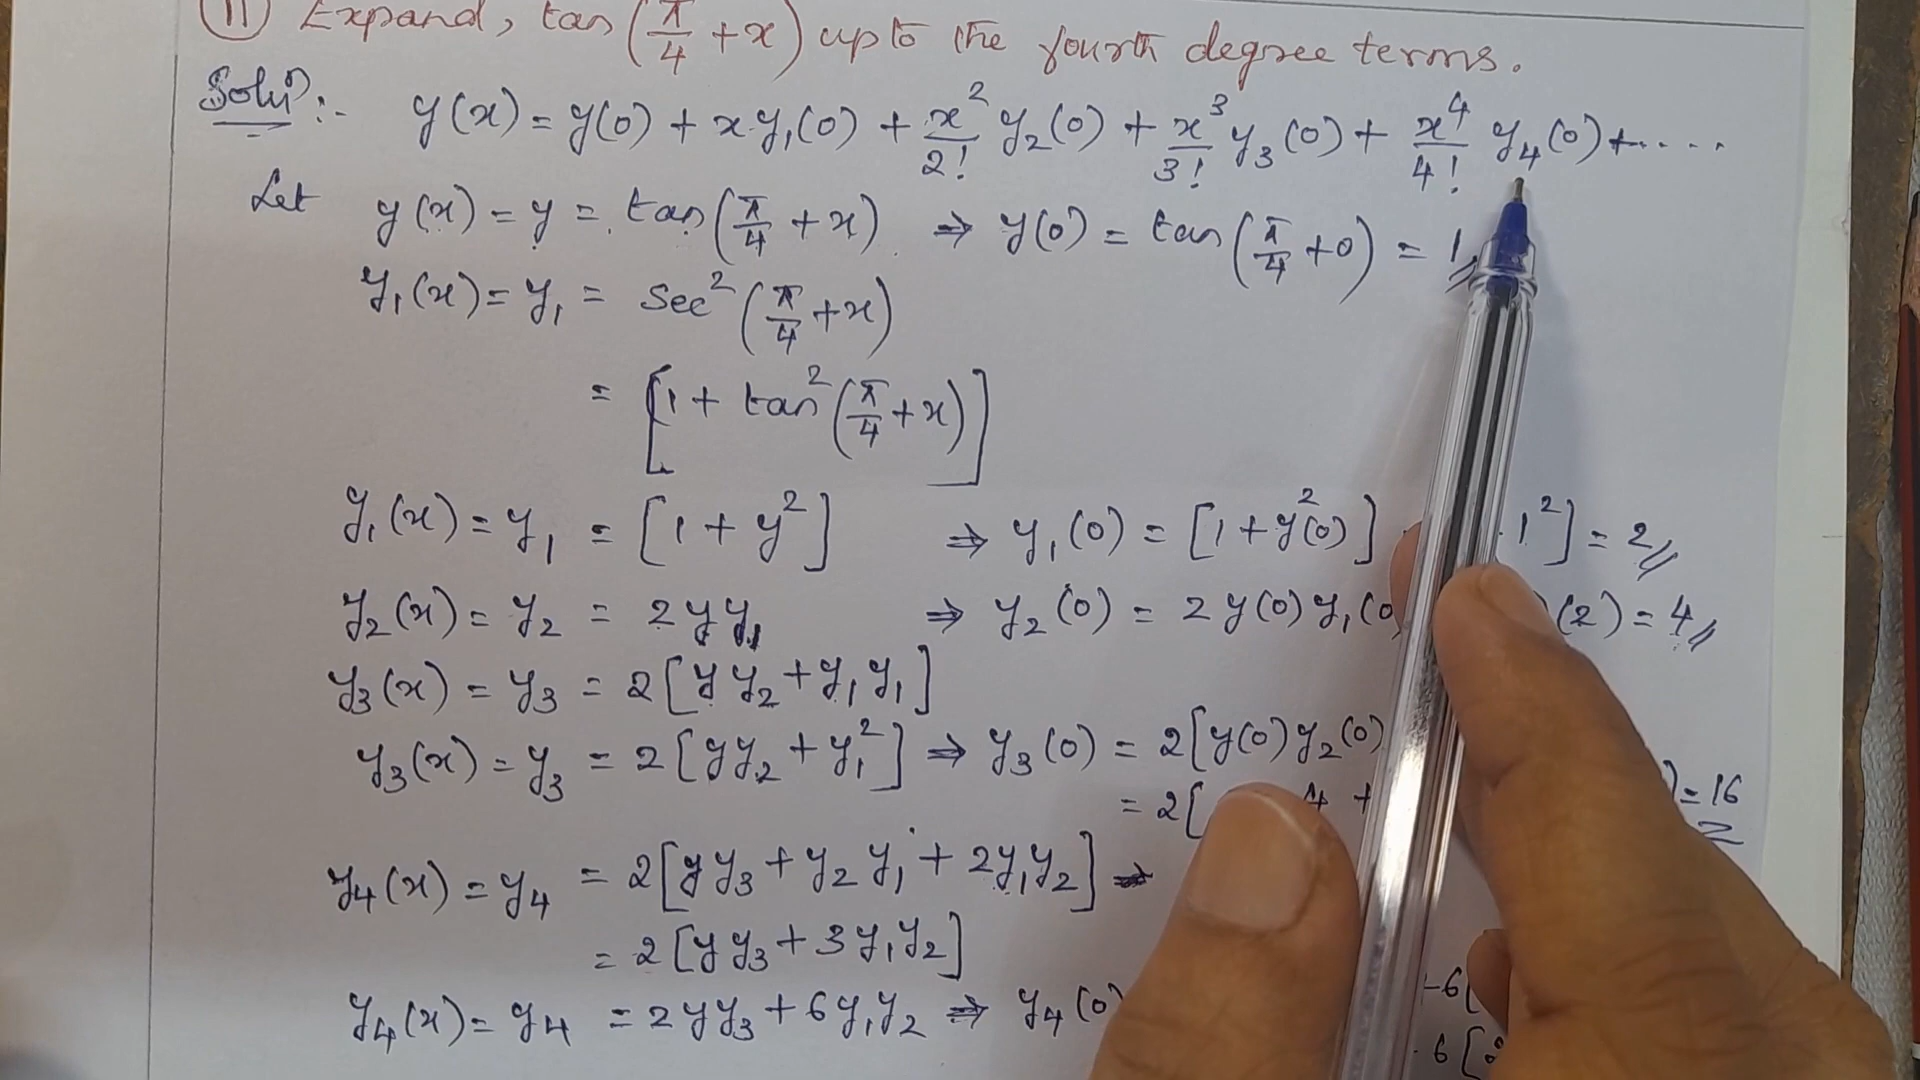 (11) Expand, tan(π/4 + x) upto the fourth degree terms.
Soln:- y(x) = y(0) + x y₁(0) + x²/2! y₂(0) + x³/3! y₃(0) + x⁴/4! y₄(0) + .....
Let y(x) = y = tan(π/4 + x) ⇒ y(0) = tan(π/4 + 0) = 1
y₁(x) = y₁ = sec²(π/4 + x)
= [1 + tan²(π/4 + x)]
y₁(x) = y₁ = [1 + y²] ⇒ y₁(0) = [1 + y²(0)] 1²] = 2
y₂(x) = y₂ = 2yy₁ ⇒ y₂(0) = 2y(0)y₁(0 )(2) = 4
y₃(x) = y₃ = 2[yy₂ + y₁y₁]
y₃(x) = y₃ = 2[yy₂ + y₁²] ⇒ y₃(0) = 2[y(0)y₂(0)
= 2[ 4 + ) = 16
y₄(x) = y₄ = 2[yy₃ + y₂y₁ + 2y₁y₂] ⇒
= 2[yy₃ + 3y₁y₂]
y₄(x) = y₄ = 2yy₃ + 6y₁y₂ ⇒ y₄(0) +6(
6[